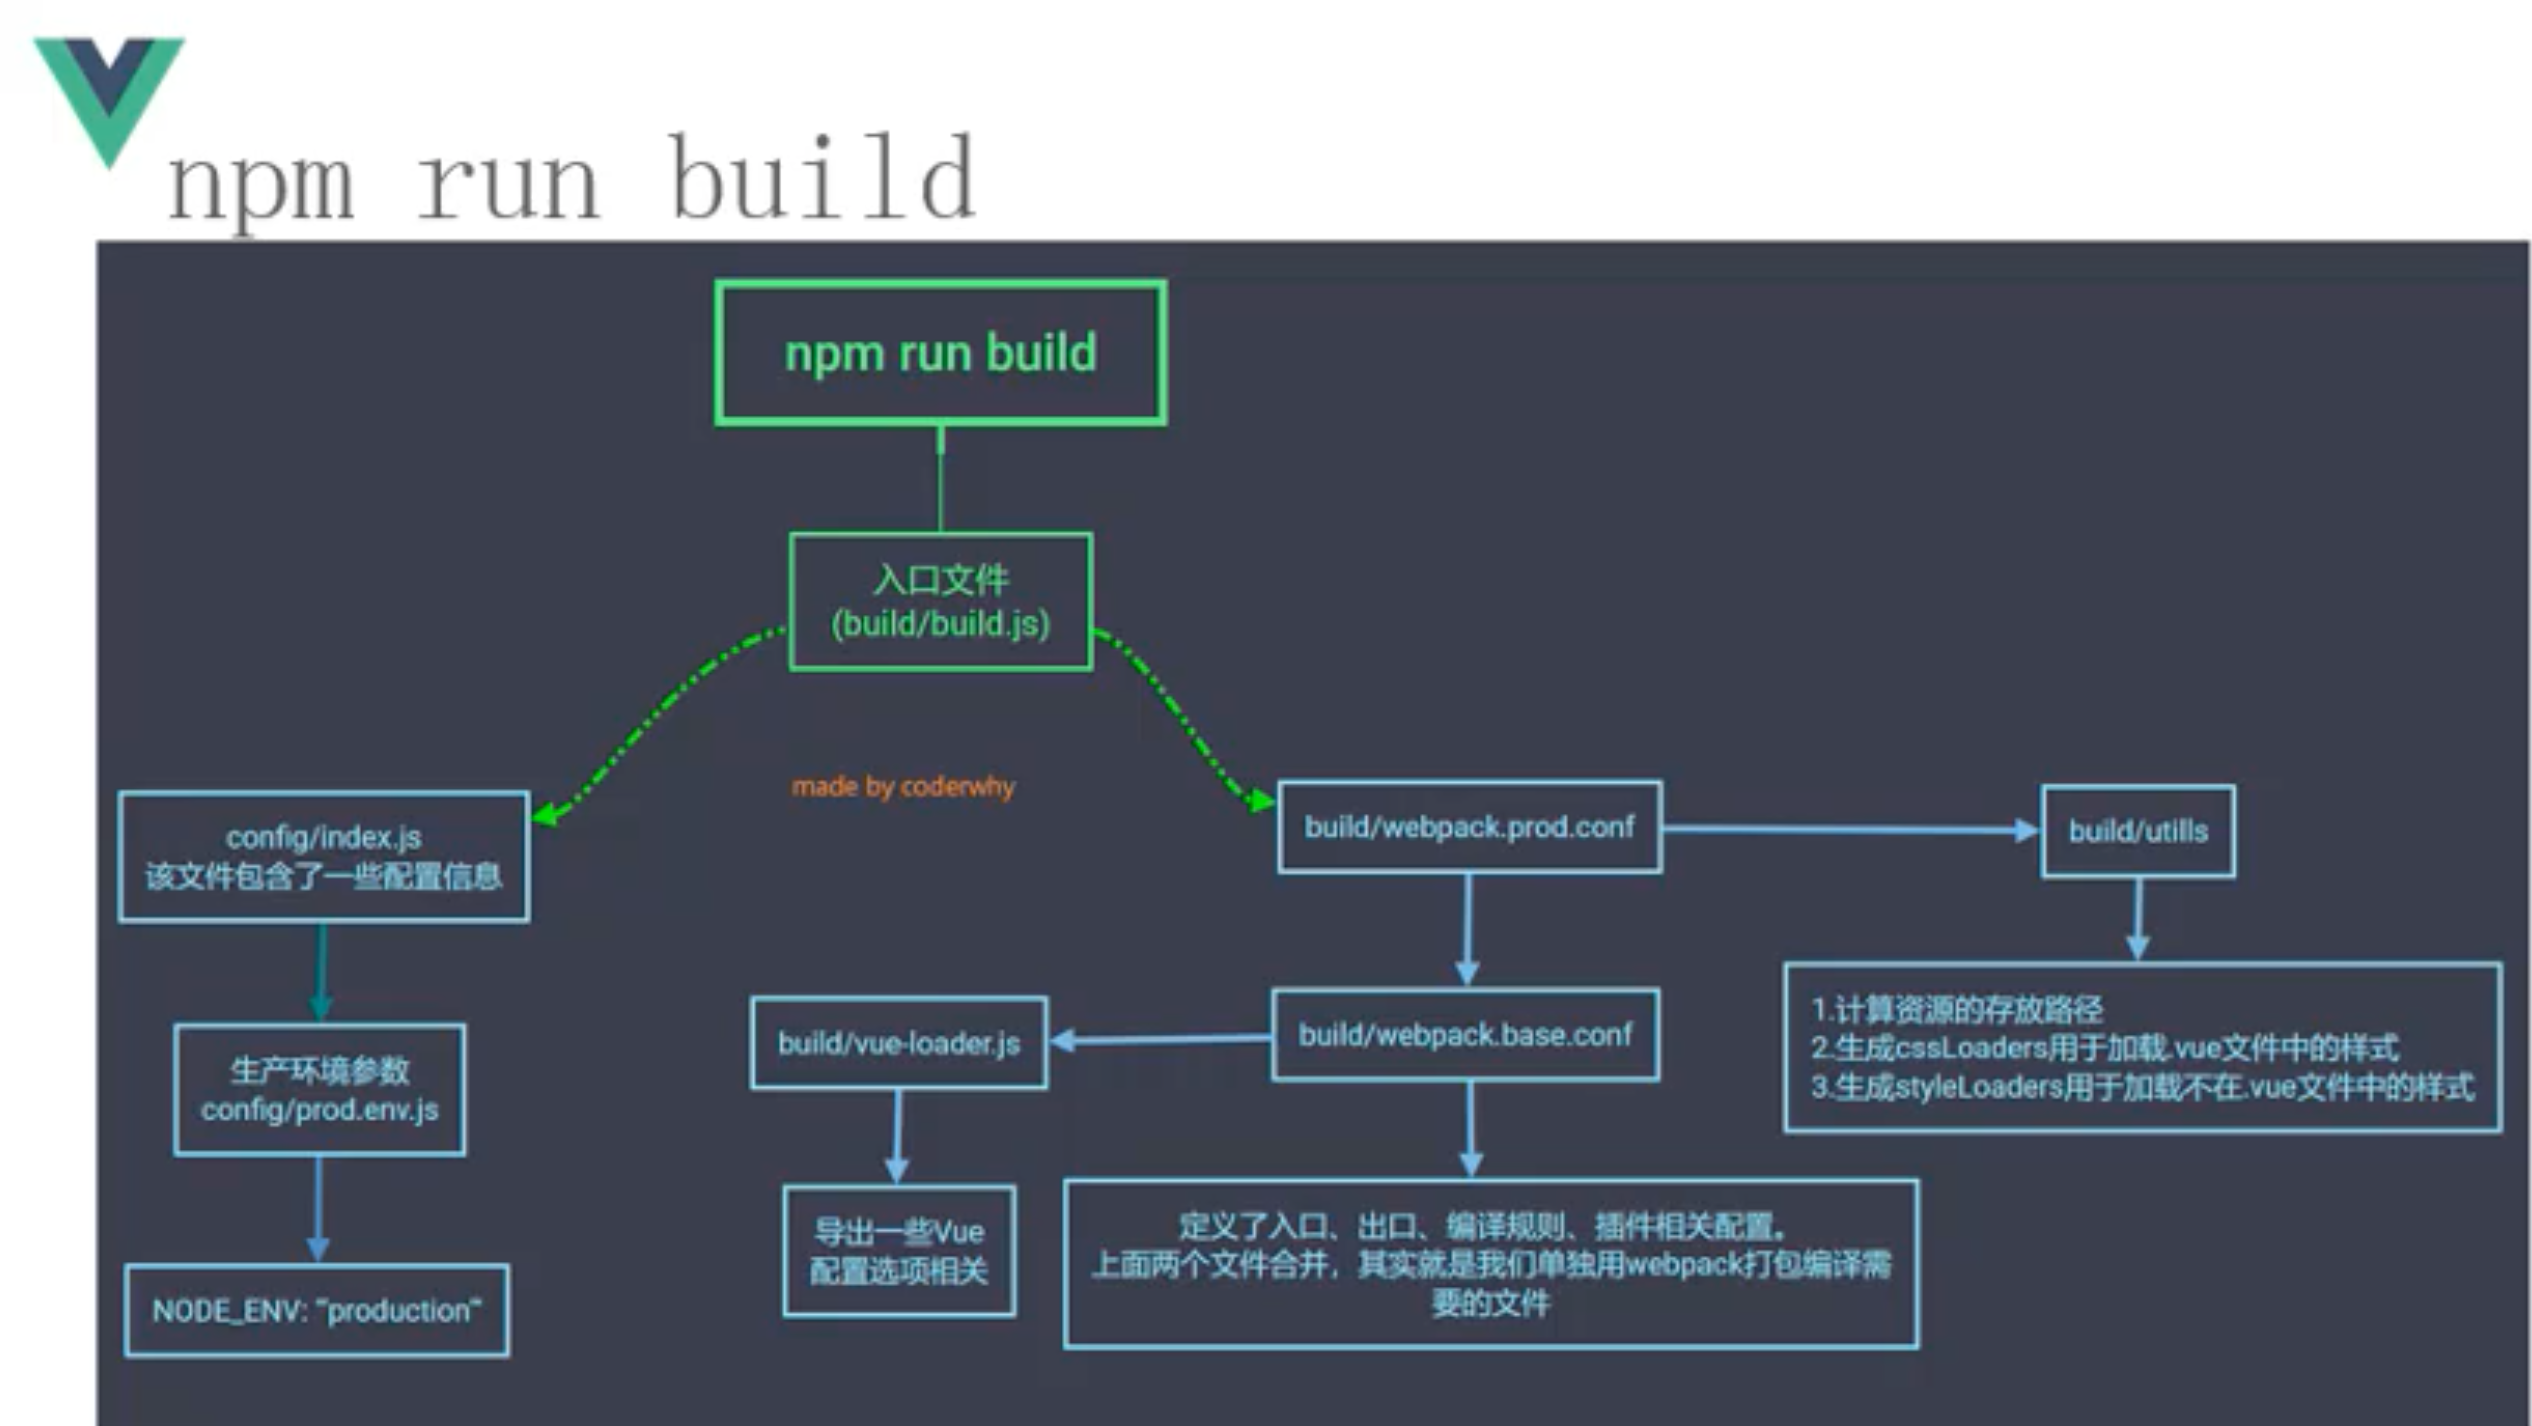 npm run build
npm run build
入口文件
(build/build.js)
made by coderwhy
config/index.js
该文件包含了一些配置信息
build/webpack.prod.conf
build/utills
生产环境参数
config/prod.env.js
build/vue-loader.js
build/webpack.base.conf
1.计算资源的存放路径
2.生成cssLoaders用于加载.vue文件中的样式
3.生成styleLoaders用于加载不在.vue文件中的样式
NODE_ENV: '"production"'
导出一些Vue
配置选项相关
定义了入口、出口、编译规则、插件相关配置。
上面两个文件合并，其实就是我们单独用webpack打包编译需
要的文件